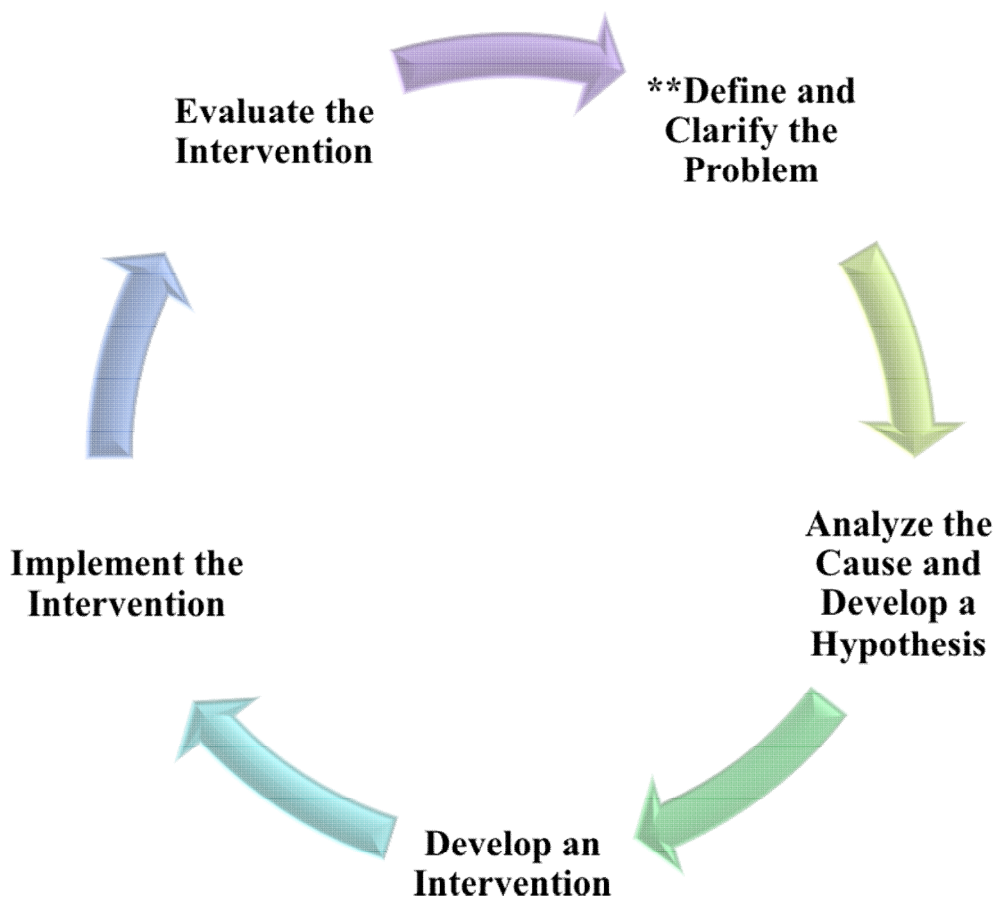 **Define and
Clarify the
Problem
Analyze the
Cause and
Develop a
Hypothesis
Develop an
Intervention
Implement the
Intervention
Evaluate the
Intervention